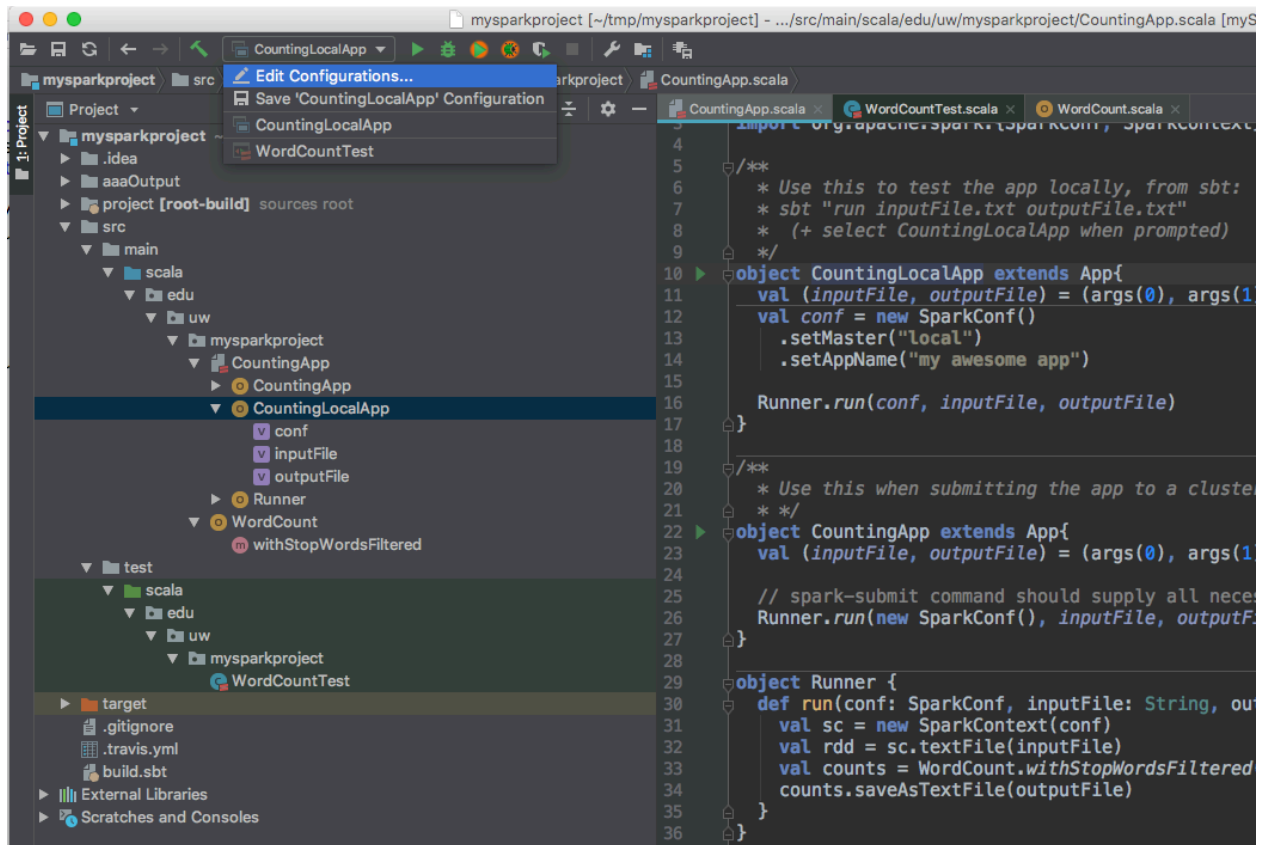 mysparkproject [~/tmp/mysparkproject] - .../src/main/scala/edu/uw/mysparkproject/CountingApp.scala [myS
CountingLocalApp
mysparkproject
src
arkproject
CountingApp.scala
Edit Configurations...
Save 'CountingLocalApp' Configuration
CountingLocalApp
WordCountTest
1: Project
Project
mysparkproject ~
.idea
aaaOutput
project [root-build] sources root
src
main
scala
edu
uw
mysparkproject
CountingApp
CountingApp
CountingLocalApp
conf
inputFile
outputFile
Runner
WordCount
withStopWordsFiltered
test
scala
edu
uw
mysparkproject
WordCountTest
target
.gitignore
.travis.yml
build.sbt
External Libraries
Scratches and Consoles
CountingApp.scala
WordCountTest.scala
WordCount.scala
3 import org.apache.spark.{SparkConf, SparkContext
4
5 /**
6 * Use this to test the app locally, from sbt:
7 * sbt "run inputFile.txt outputFile.txt"
8 * (+ select CountingLocalApp when prompted)
9 */
10 object CountingLocalApp extends App{
11 val (inputFile, outputFile) = (args(0), args(1
12 val conf = new SparkConf()
13 .setMaster("local")
14 .setAppName("my awesome app")
15
16 Runner.run(conf, inputFile, outputFile)
17 }
18
19 /**
20 * Use this when submitting the app to a cluster
21 * */
22 object CountingApp extends App{
23 val (inputFile, outputFile) = (args(0), args(1
24
25 // spark-submit command should supply all neces
26 Runner.run(new SparkConf(), inputFile, outputF
27 }
28
29 object Runner {
30 def run(conf: SparkConf, inputFile: String, out
31 val sc = new SparkContext(conf)
32 val rdd = sc.textFile(inputFile)
33 val counts = WordCount.withStopWordsFiltered
34 counts.saveAsTextFile(outputFile)
35 }
36 }